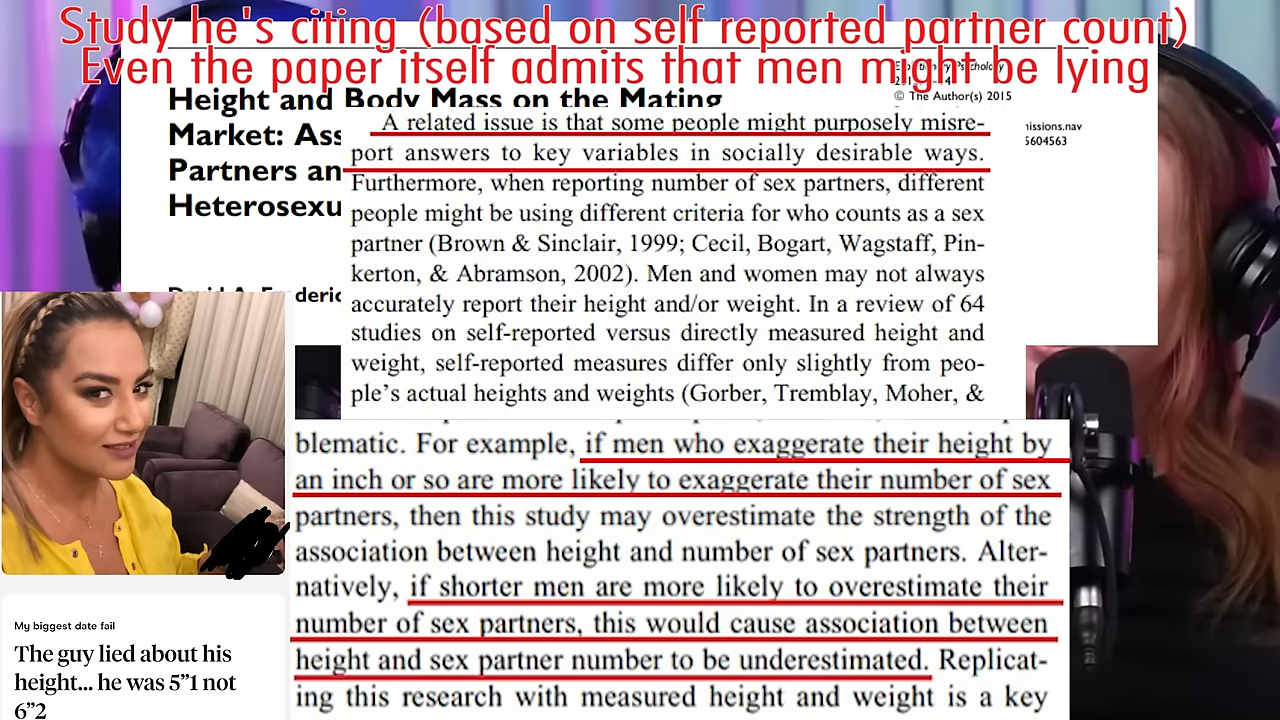 Study he's citing (based on self reported partner count)
Even the paper itself admits that men might be lying
© The Author(s) 2015
issions.nav
5604563
Height and Body Mass on the Mating
Market: Ass
Partners an
Heterosexu
A related issue is that some people might purposely misre-
port answers to key variables in socially desirable ways.
Furthermore, when reporting number of sex partners, different
people might be using different criteria for who counts as a sex
partner (Brown & Sinclair, 1999; Cecil, Bogart, Wagstaff, Pin-
kerton, & Abramson, 2002). Men and women may not always
accurately report their height and/or weight. In a review of 64
studies on self-reported versus directly measured height and
weight, self-reported measures differ only slightly from peo-
ple's actual heights and weights (Gorber, Tremblay, Moher, &
blematic. For example, if men who exaggerate their height by
an inch or so are more likely to exaggerate their number of sex
partners, then this study may overestimate the strength of the
association between height and number of sex partners. Alter-
natively, if shorter men are more likely to overestimate their
number of sex partners, this would cause association between
height and sex partner number to be underestimated. Replicat-
ing this research with measured height and weight is a key
My biggest date fail
The guy lied about his
height... he was 5”1 not
6”2